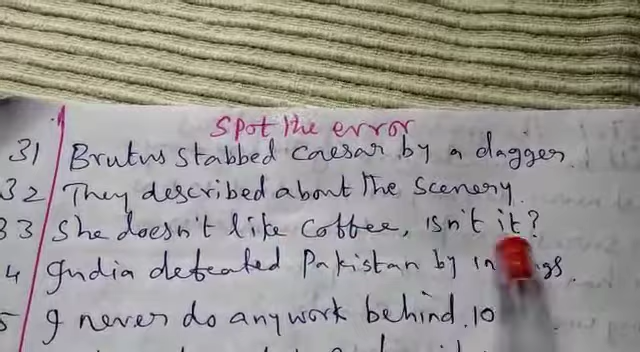 Spot the error
31 Brutus stabbed Caesar by a dagger.
32 They described about the scenery.
33 She doesn't like coffee, isn't it?
4 India defeated Pakistan by
5 I never do any work behind. 10